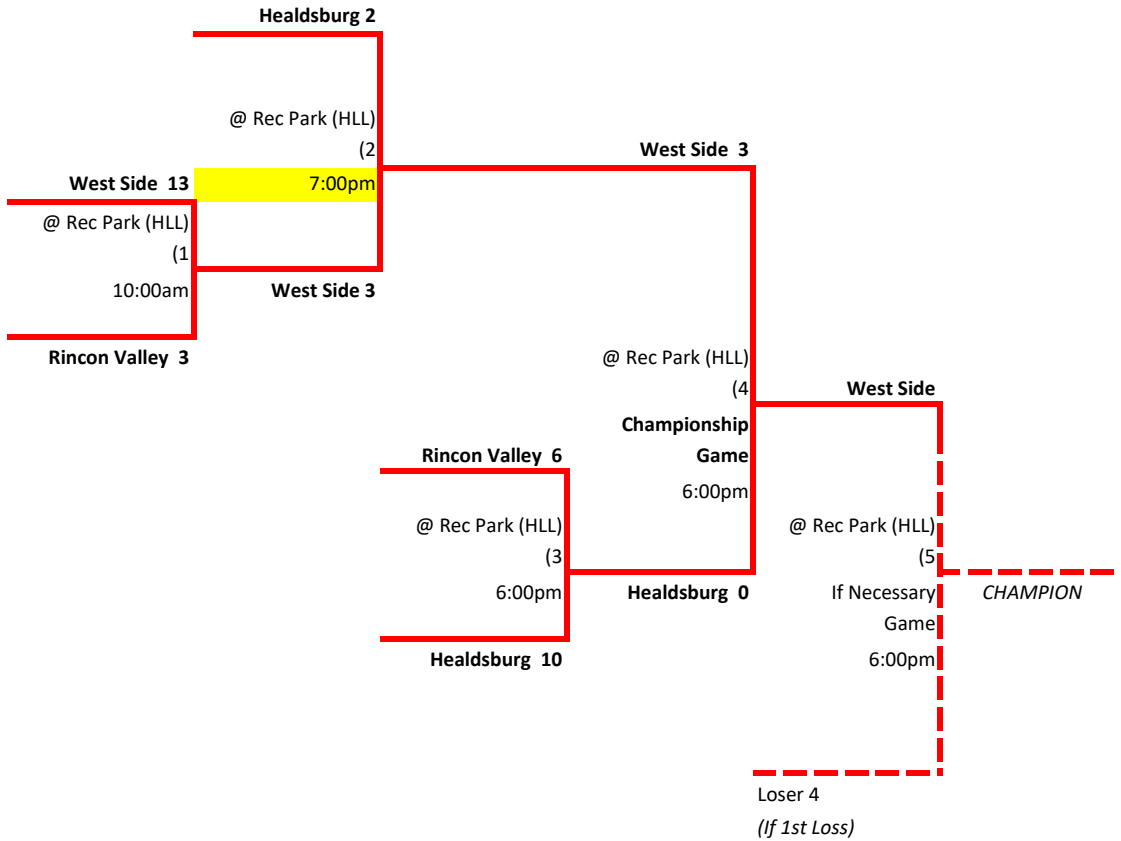 Healdsburg 2
@ Rec Park (HLL)
(2
7:00pm
West Side 3
West Side 13
@ Rec Park (HLL)
(1
10:00am
Rincon Valley 3
West Side 3
@ Rec Park (HLL)
(4
Championship
Game
6:00pm
Healdsburg 0
Rincon Valley 6
@ Rec Park (HLL)
(3
6:00pm
Healdsburg 10
West Side
@ Rec Park (HLL)
(5
If Necessary
Game
6:00pm
CHAMPION
Loser 4
(If 1st Loss)